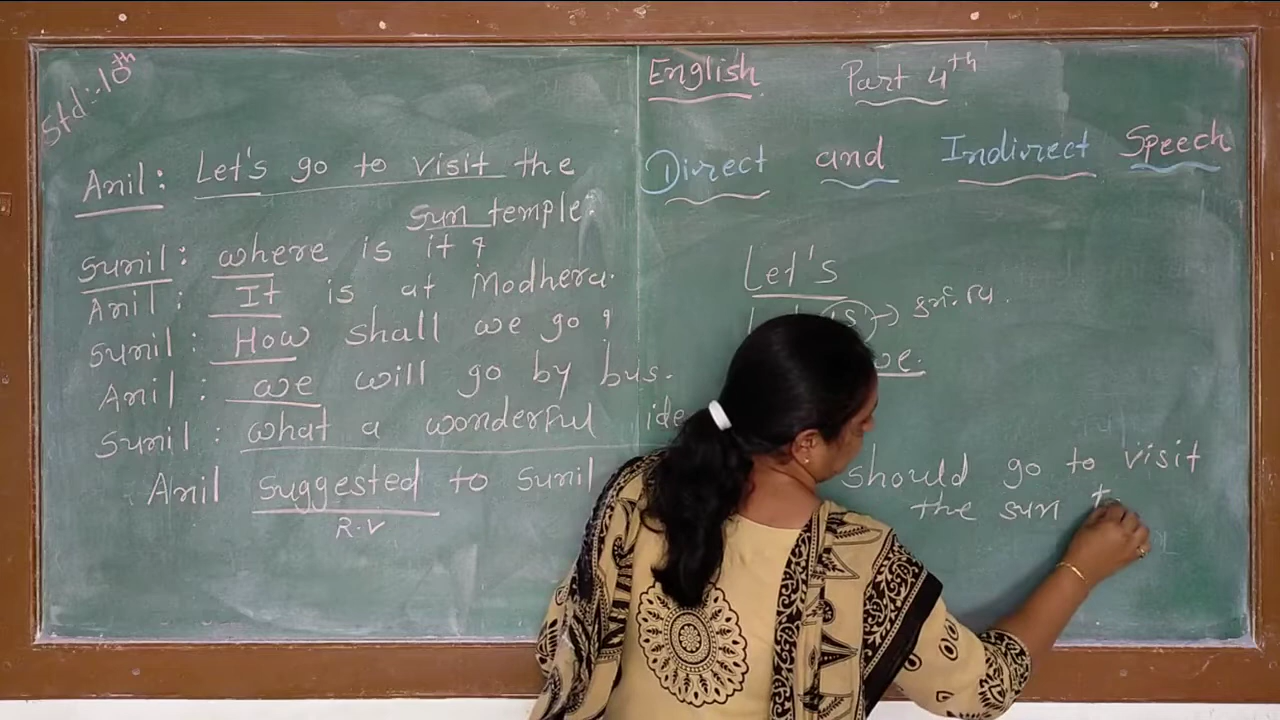 Std:-10th
Anil: Let's go to visit the
sun temple.
Sunil: where is it ?
Anil: It is at Modhera.
Sunil: How shall we go ?
Anil: we will go by bus.
Sunil: what a wonderful ide
Anil suggested to Sunil
R.V
English Part 4th
Direct and Indirect Speech
Let's
we.
should go to visit
the sun t